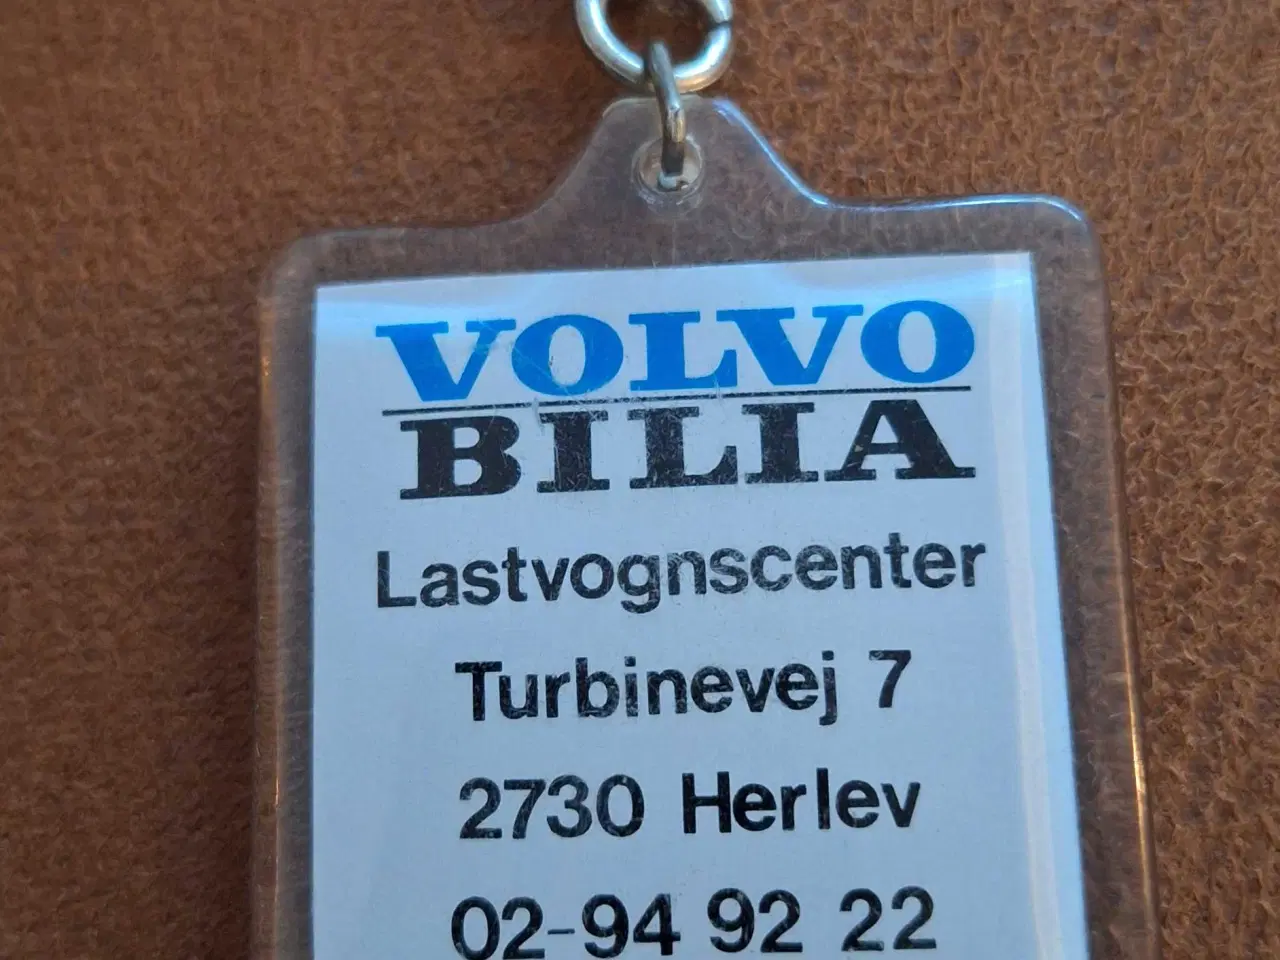 VOLVO
BILIA
Lastvognscenter
Turbinevej 7
2730 Herlev
02-94 92 22